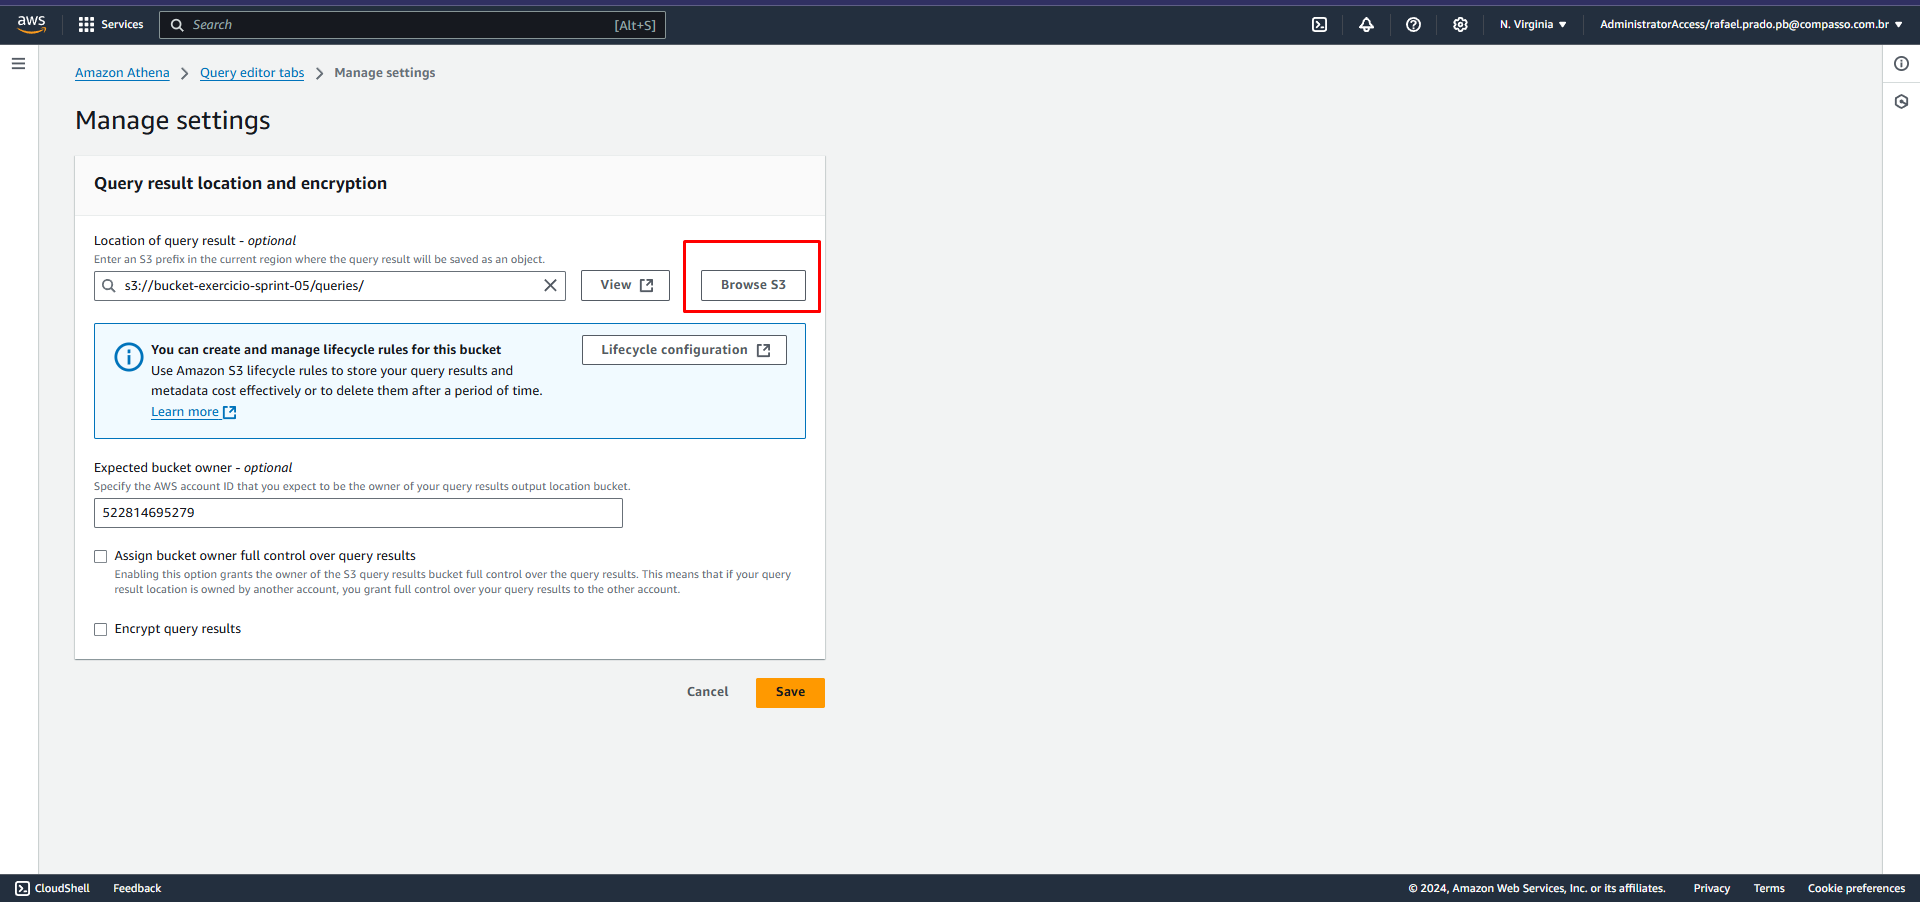 aws Services Search [Alt+S] N. Virginia AdministratorAccess/rafael.prado.pb@compasso.com.br
Amazon Athena Query editor tabs Manage settings
Manage settings
Query result location and encryption
Location of query result - optional
Enter an S3 prefix in the current region where the query result will be saved as an object.
s3://bucket-exercicio-sprint-05/queries/ View Browse S3
You can create and manage lifecycle rules for this bucket Lifecycle configuration
Use Amazon S3 lifecycle rules to store your query results and
metadata cost effectively or to delete them after a period of time.
Learn more
Expected bucket owner - optional
Specify the AWS account ID that you expect to be the owner of your query results output location bucket.
522814695279
Assign bucket owner full control over query results
Enabling this option grants the owner of the S3 query results bucket full control over the query results. This means that if your query
result location is owned by another account, you grant full control over your query results to the other account.
Encrypt query results
Cancel Save
CloudShell Feedback © 2024, Amazon Web Services, Inc. or its affiliates. Privacy Terms Cookie preferences